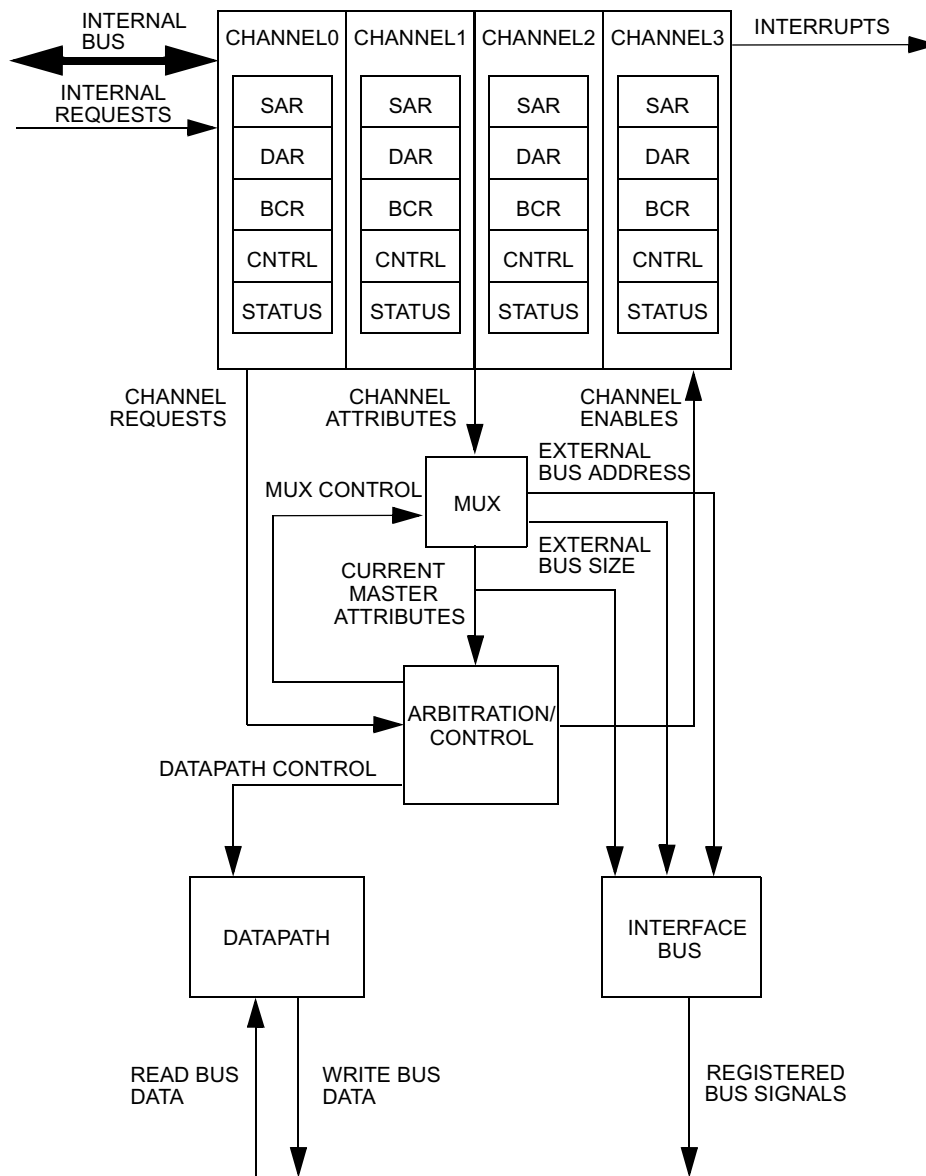 INTERNAL
BUS
CHANNEL0 CHANNEL1 CHANNEL2 CHANNEL3
INTERRUPTS
INTERNAL
REQUESTS
SAR SAR SAR SAR
DAR DAR DAR DAR
BCR BCR BCR BCR
CNTRL CNTRL CNTRL CNTRL
STATUS STATUS STATUS STATUS
CHANNEL
REQUESTS
CHANNEL
ATTRIBUTES
CHANNEL
ENABLES
EXTERNAL
BUS ADDRESS
MUX CONTROL
MUX
EXTERNAL
BUS SIZE
CURRENT
MASTER
ATTRIBUTES
ARBITRATION/
CONTROL
DATAPATH CONTROL
DATAPATH
INTERFACE
BUS
READ BUS
DATA
WRITE BUS
DATA
REGISTERED
BUS SIGNALS